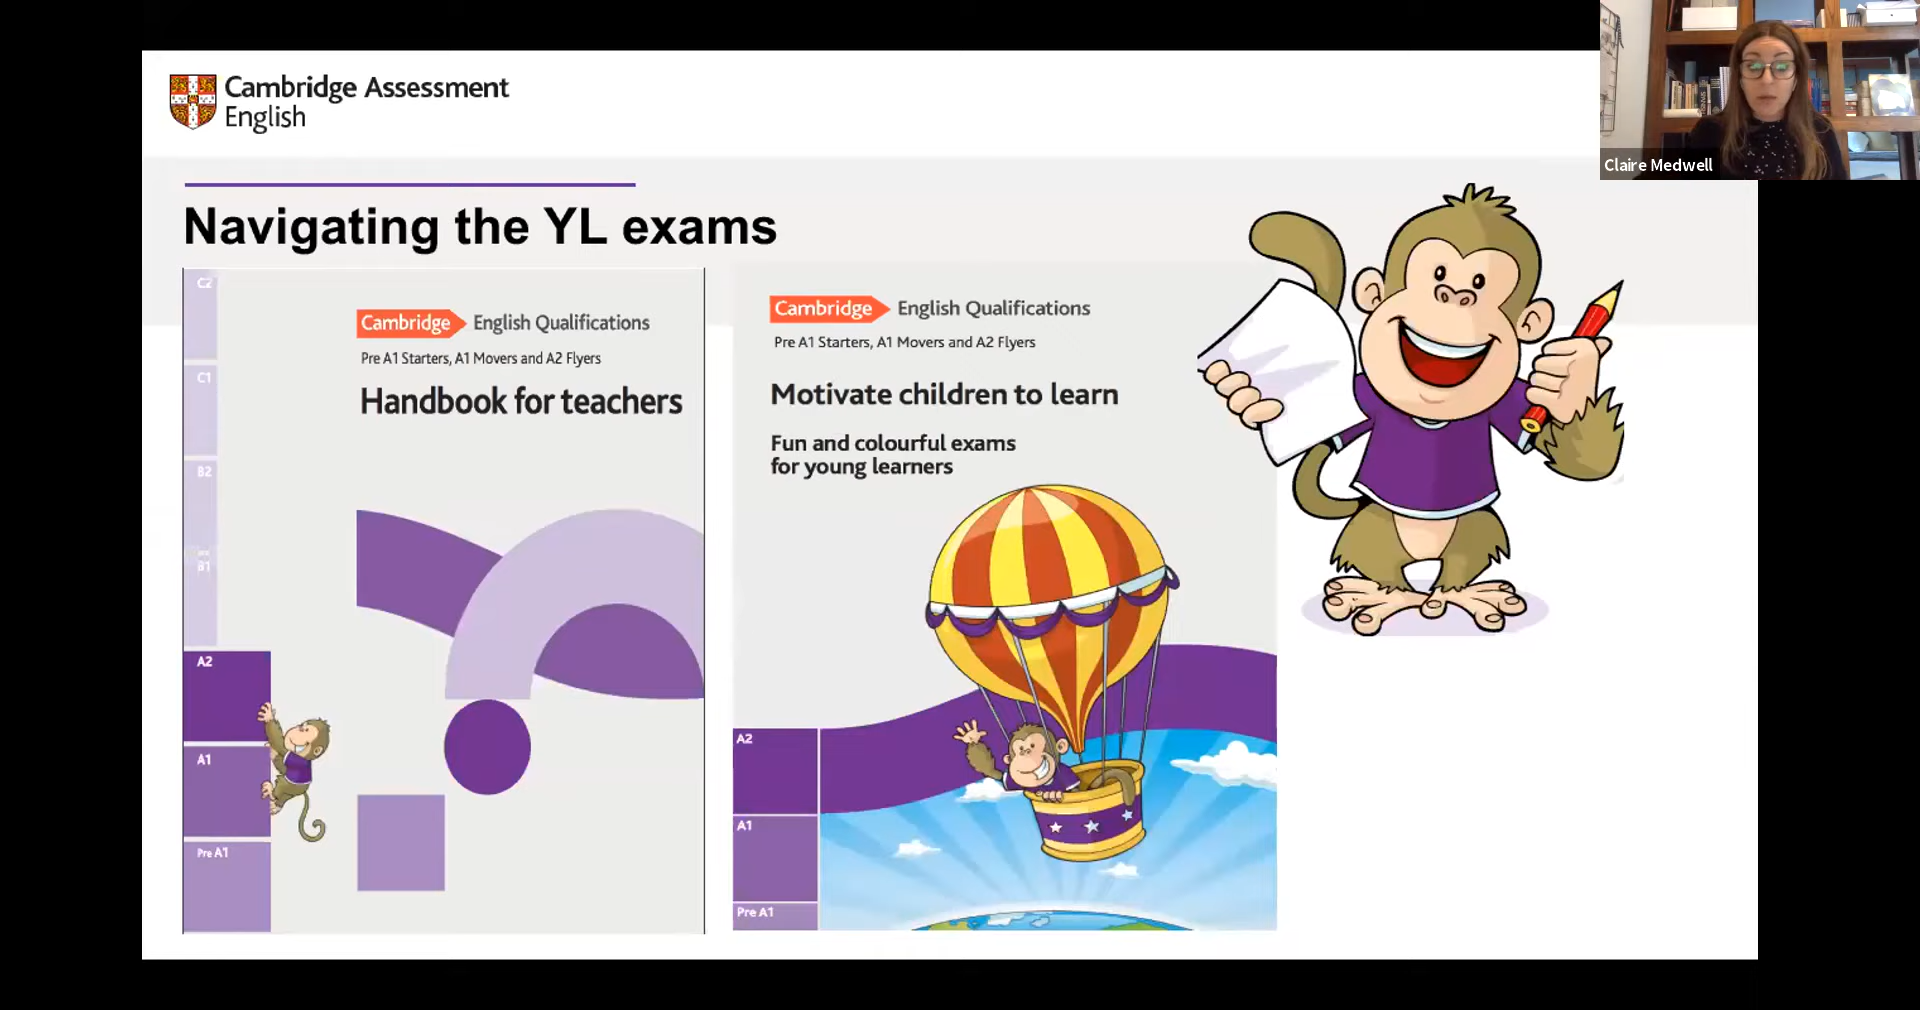 Cambridge Assessment
English
Claire Medwell
Navigating the YL exams
C2
C1
B2
B1
A2
A1
Pre A1
Cambridge English Qualifications
Pre A1 Starters, A1 Movers and A2 Flyers
Handbook for teachers
Cambridge English Qualifications
Pre A1 Starters, A1 Movers and A2 Flyers
Motivate children to learn
Fun and colourful exams
for young learners
A2
A1
Pre A1